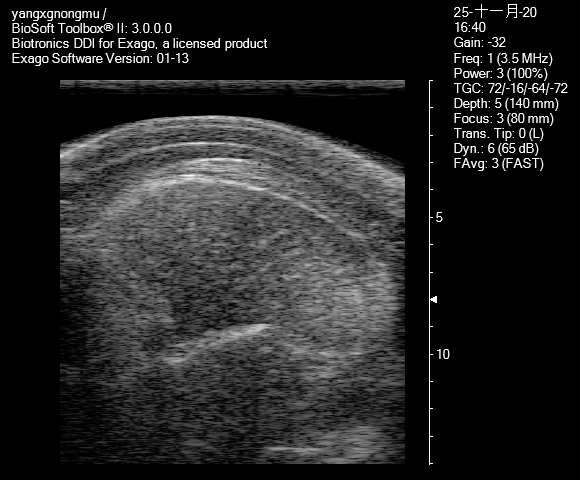 yangxgnongmu /
BioSoft Toolbox® II: 3.0.0.0
Biotronics DDI for Exago, a licensed product
Exago Software Version: 01-13
25-十一月-20
16:40
Gain: -32
Freq: 1 (3.5 MHz)
Power: 3 (100%)
TGC: 72/-16/-64/-72
Depth: 5 (140 mm)
Focus: 3 (80 mm)
Trans. Tip: 0 (L)
Dyn.: 6 (65 dB)
FAvg: 3 (FAST)
5
10